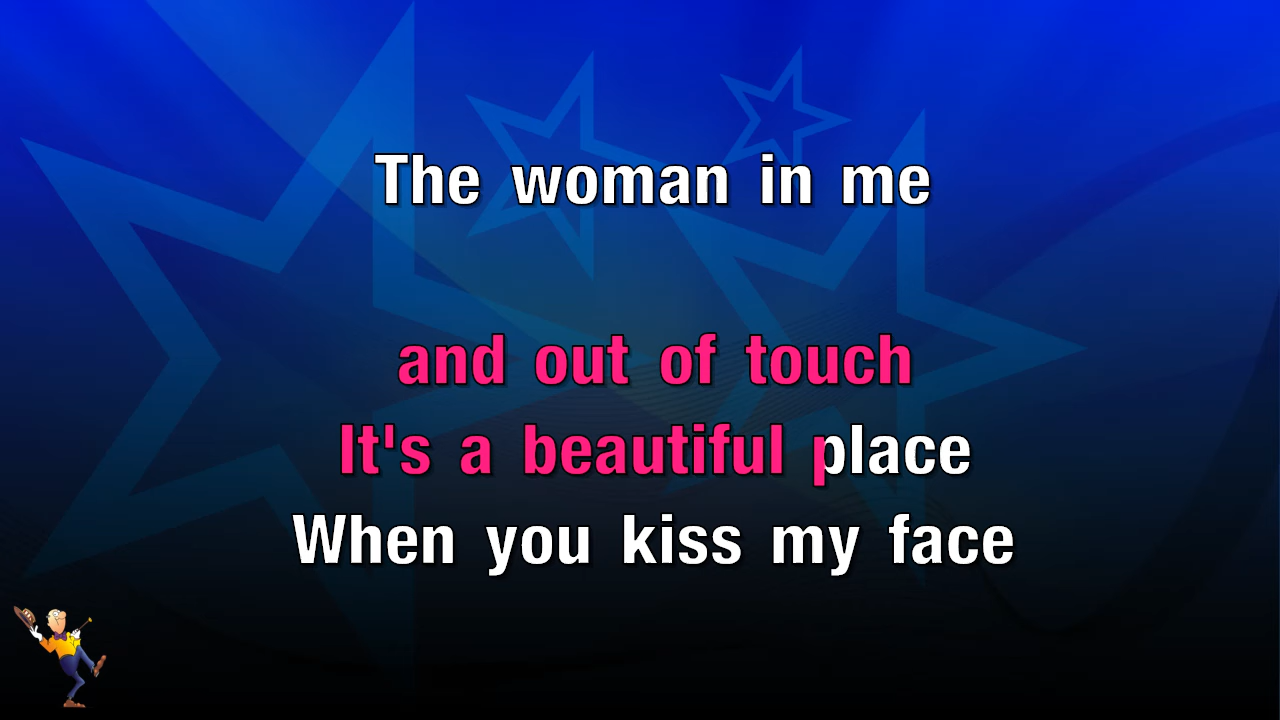 The woman in me
and out of touch
It's a beautiful place
When you kiss my face